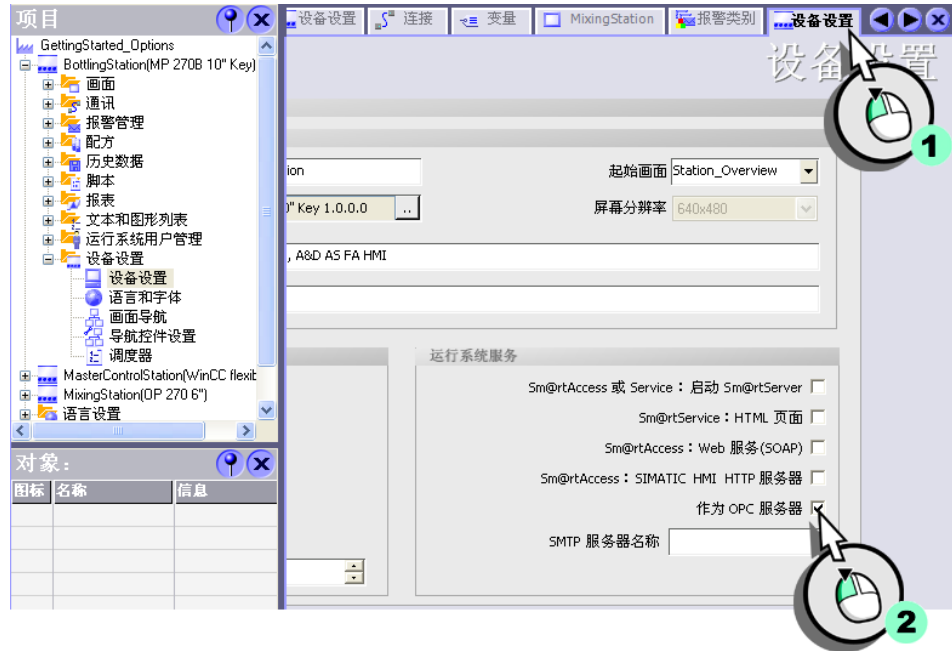 项目
设备设置 连接 变量 MixingStation 报警类别 设备设置
GettingStarted_Options
BottlingStation(MP 270B 10" Key)
画面
通讯
报警管理
配方
历史数据
脚本
报表
文本和图形列表
运行系统用户管理
设备设置
设备设置
语言和字体
画面导航
导航控件设置
调度器
MasterControlStation(WinCC flexit
MixingStation(OP 270 6")
语言设置
对象：
图标 名称 信息
设备设置
1
ion 起始画面 Station_Overview
0" Key 1.0.0.0 .. 屏幕分辨率 640x480
, A&D AS FA HMI
运行系统服务
Sm@rtAccess 或 Service：启动 Sm@rtServer
Sm@rtService：HTML 页面
Sm@rtAccess：Web 服务(SOAP)
Sm@rtAccess：SIMATIC HMI HTTP 服务器
作为 OPC 服务器
SMTP 服务器名称
2